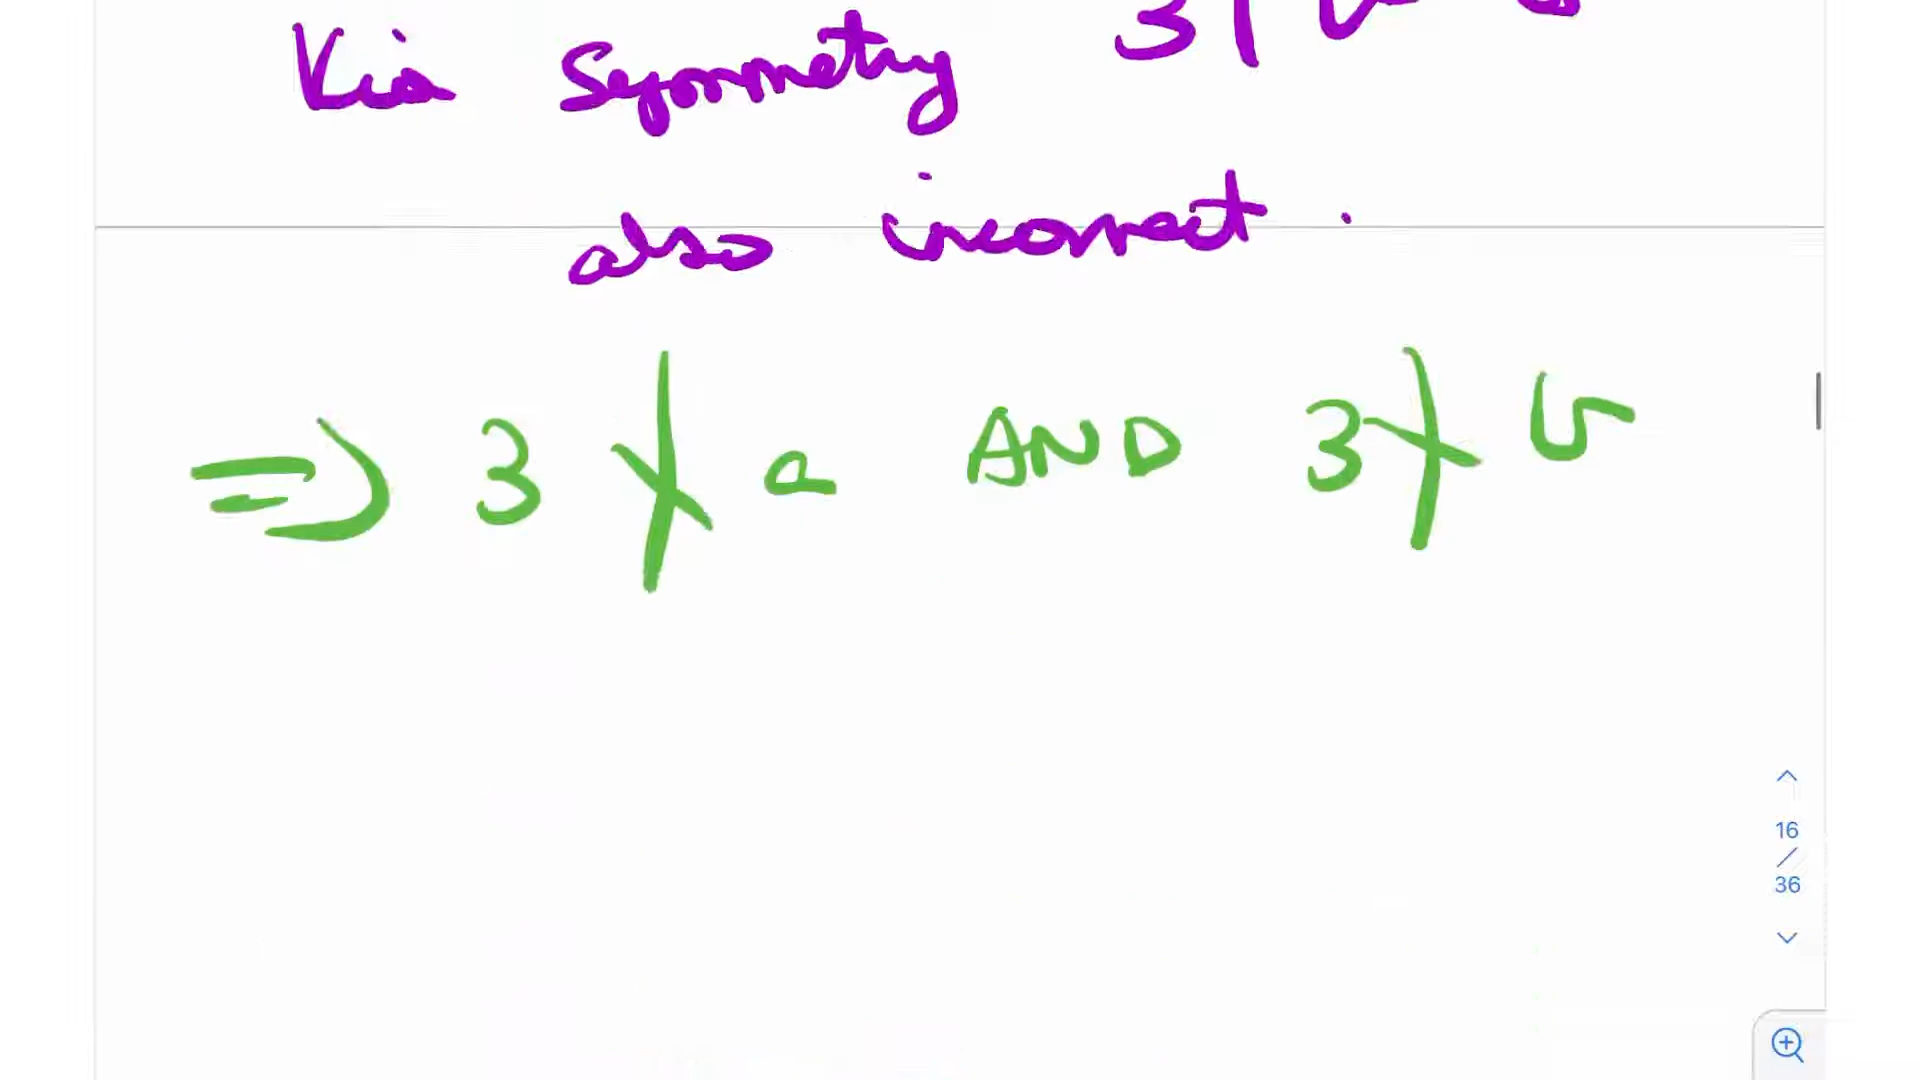 Via Symmetry 3 | b
also incorrect.
⇒ 3 ∤ a AND 3 ∤ b
16
/
36